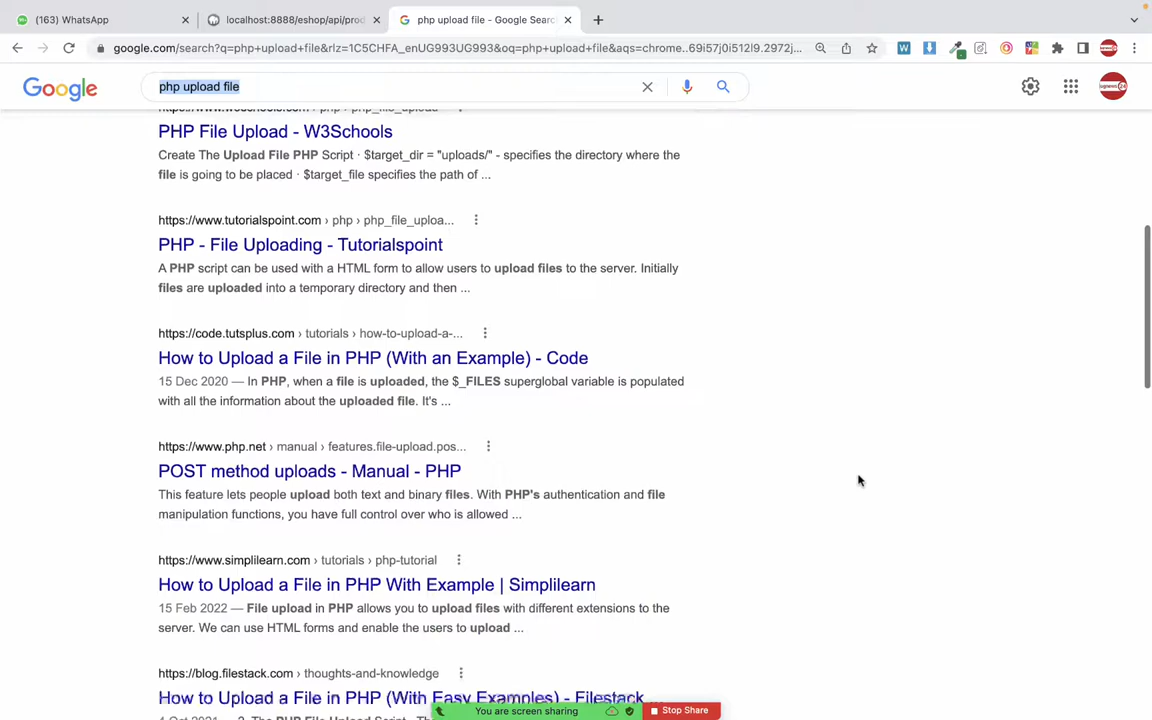 (163) WhatsApp
localhost:8888/eshop/api/prod
php upload file - Google Searc
google.com/search?q=php+upload+file&rlz=1C5CHFA_enUG993UG993&oq=php+upload+file&aqs=chrome..69i57j0i512l9.2972j...
Google
php upload file
PHP File Upload - W3Schools
Create The Upload File PHP Script · $target_dir = "uploads/" - specifies the directory where the
file is going to be placed · $target_file specifies the path of ...
https://www.tutorialspoint.com › php › php_file_uploa...
PHP - File Uploading - Tutorialspoint
A PHP script can be used with a HTML form to allow users to upload files to the server. Initially
files are uploaded into a temporary directory and then ...
https://code.tutsplus.com › tutorials › how-to-upload-a-...
How to Upload a File in PHP (With an Example) - Code
15 Dec 2020 — In PHP, when a file is uploaded, the $_FILES superglobal variable is populated
with all the information about the uploaded file. It's ...
https://www.php.net › manual › features.file-upload.pos...
POST method uploads - Manual - PHP
This feature lets people upload both text and binary files. With PHP's authentication and file
manipulation functions, you have full control over who is allowed ...
https://www.simplilearn.com › tutorials › php-tutorial
How to Upload a File in PHP With Example | Simplilearn
15 Feb 2022 — File upload in PHP allows you to upload files with different extensions to the
server. We can use HTML forms and enable the users to upload ...
https://blog.filestack.com › thoughts-and-knowledge
How to Upload a File in PHP (With Easy Examples) - Filestack
You are screen sharing
Stop Share